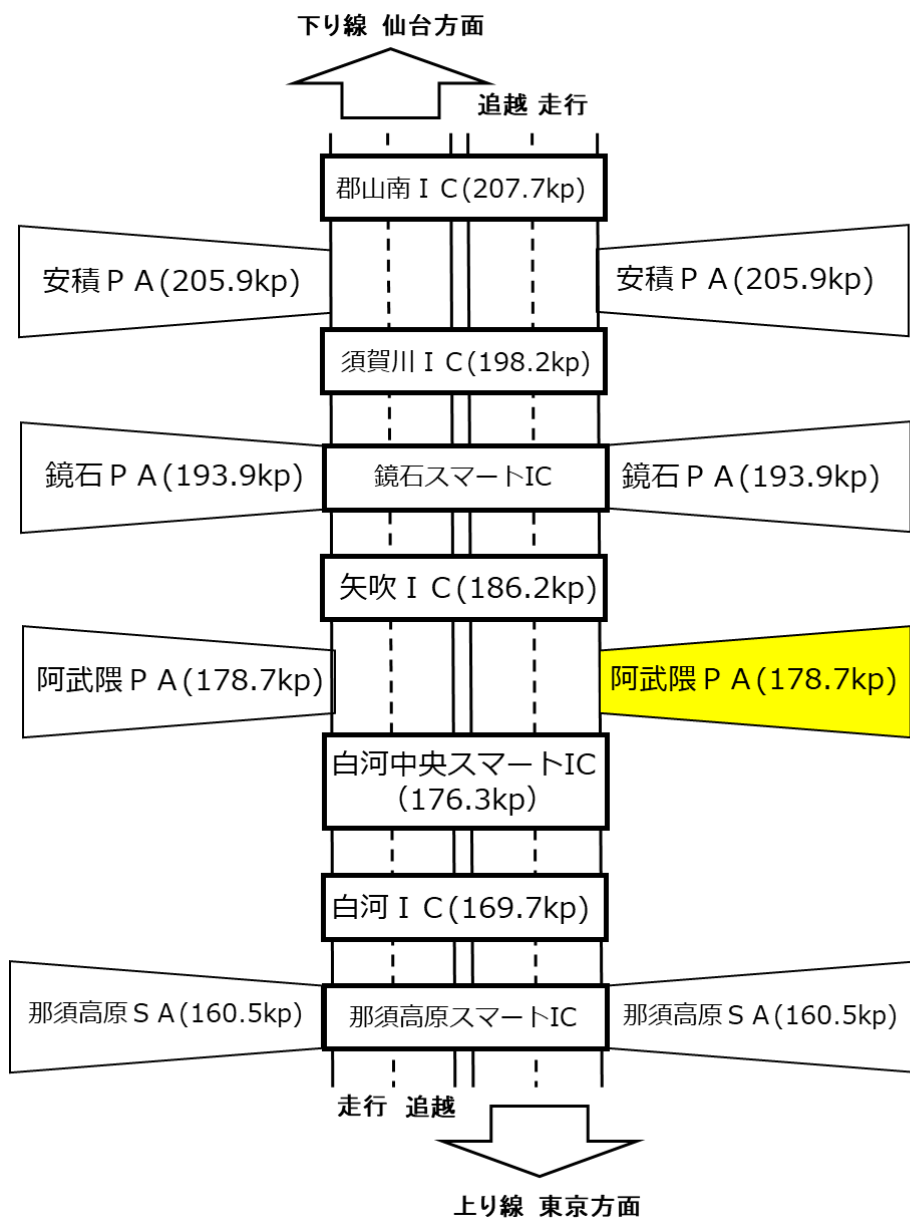 下り線 仙台方面
追越 走行
郡山南ＩＣ(207.7kp)
安積ＰＡ(205.9kp)
安積ＰＡ(205.9kp)
須賀川ＩＣ(198.2kp)
鏡石ＰＡ(193.9kp)
鏡石スマートIC
鏡石ＰＡ(193.9kp)
矢吹ＩＣ(186.2kp)
阿武隈ＰＡ(178.7kp)
阿武隈ＰＡ(178.7kp)
白河中央スマートIC
（176.3kp）
白河ＩＣ(169.7kp)
那須高原ＳＡ(160.5kp)
那須高原スマートIC
那須高原ＳＡ(160.5kp)
走行 追越
上り線 東京方面